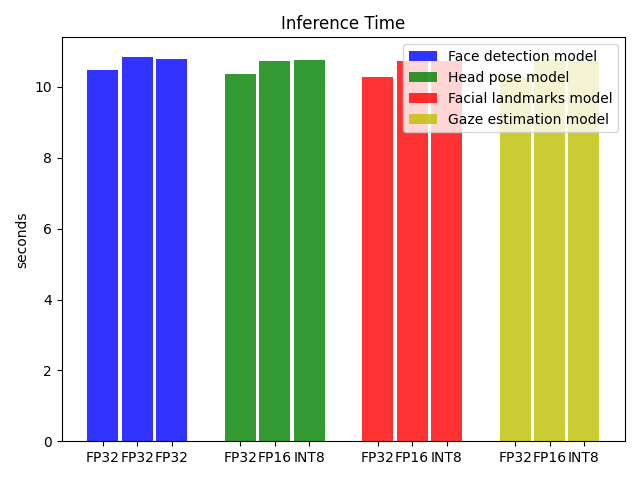 Inference Time
Face detection model
Head pose model
Facial landmarks model
Gaze estimation model
seconds
10
8
6
4
2
0
FP32 FP32 FP32 FP32 FP16 INT8 FP32 FP16 INT8 FP32 FP16 INT8